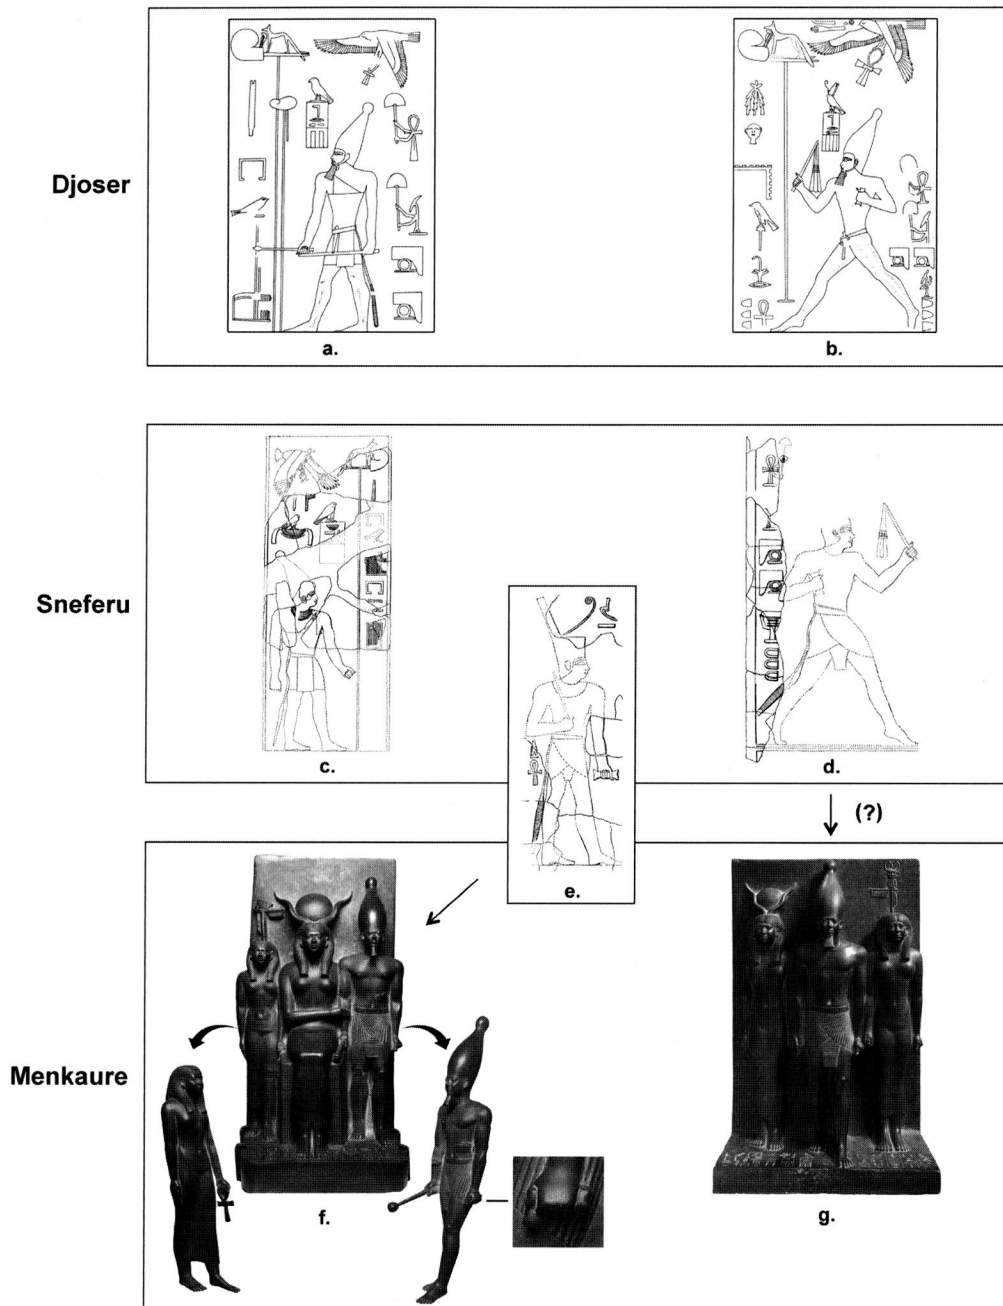 Djoser
a.
b.
Sneferu
c.
d.
e.
(?)
Menkaure
f.
g.